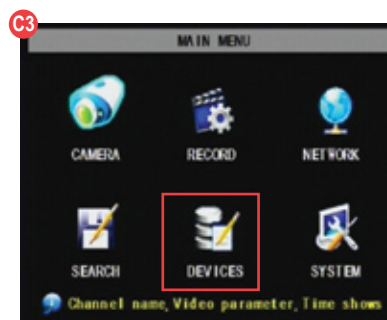 C3
MAIN MENU
CAMERA RECORD NETWORK
SEARCH DEVICES SYSTEM
Channel name, Video parameter, Time shows